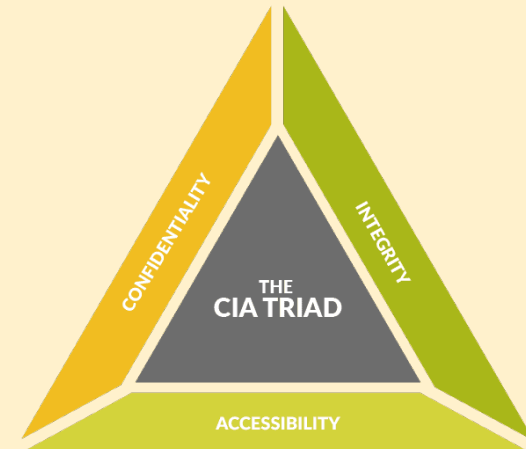 CONFIDENTIALITY
INTEGRITY
THE
CIA TRIAD
ACCESSIBILITY